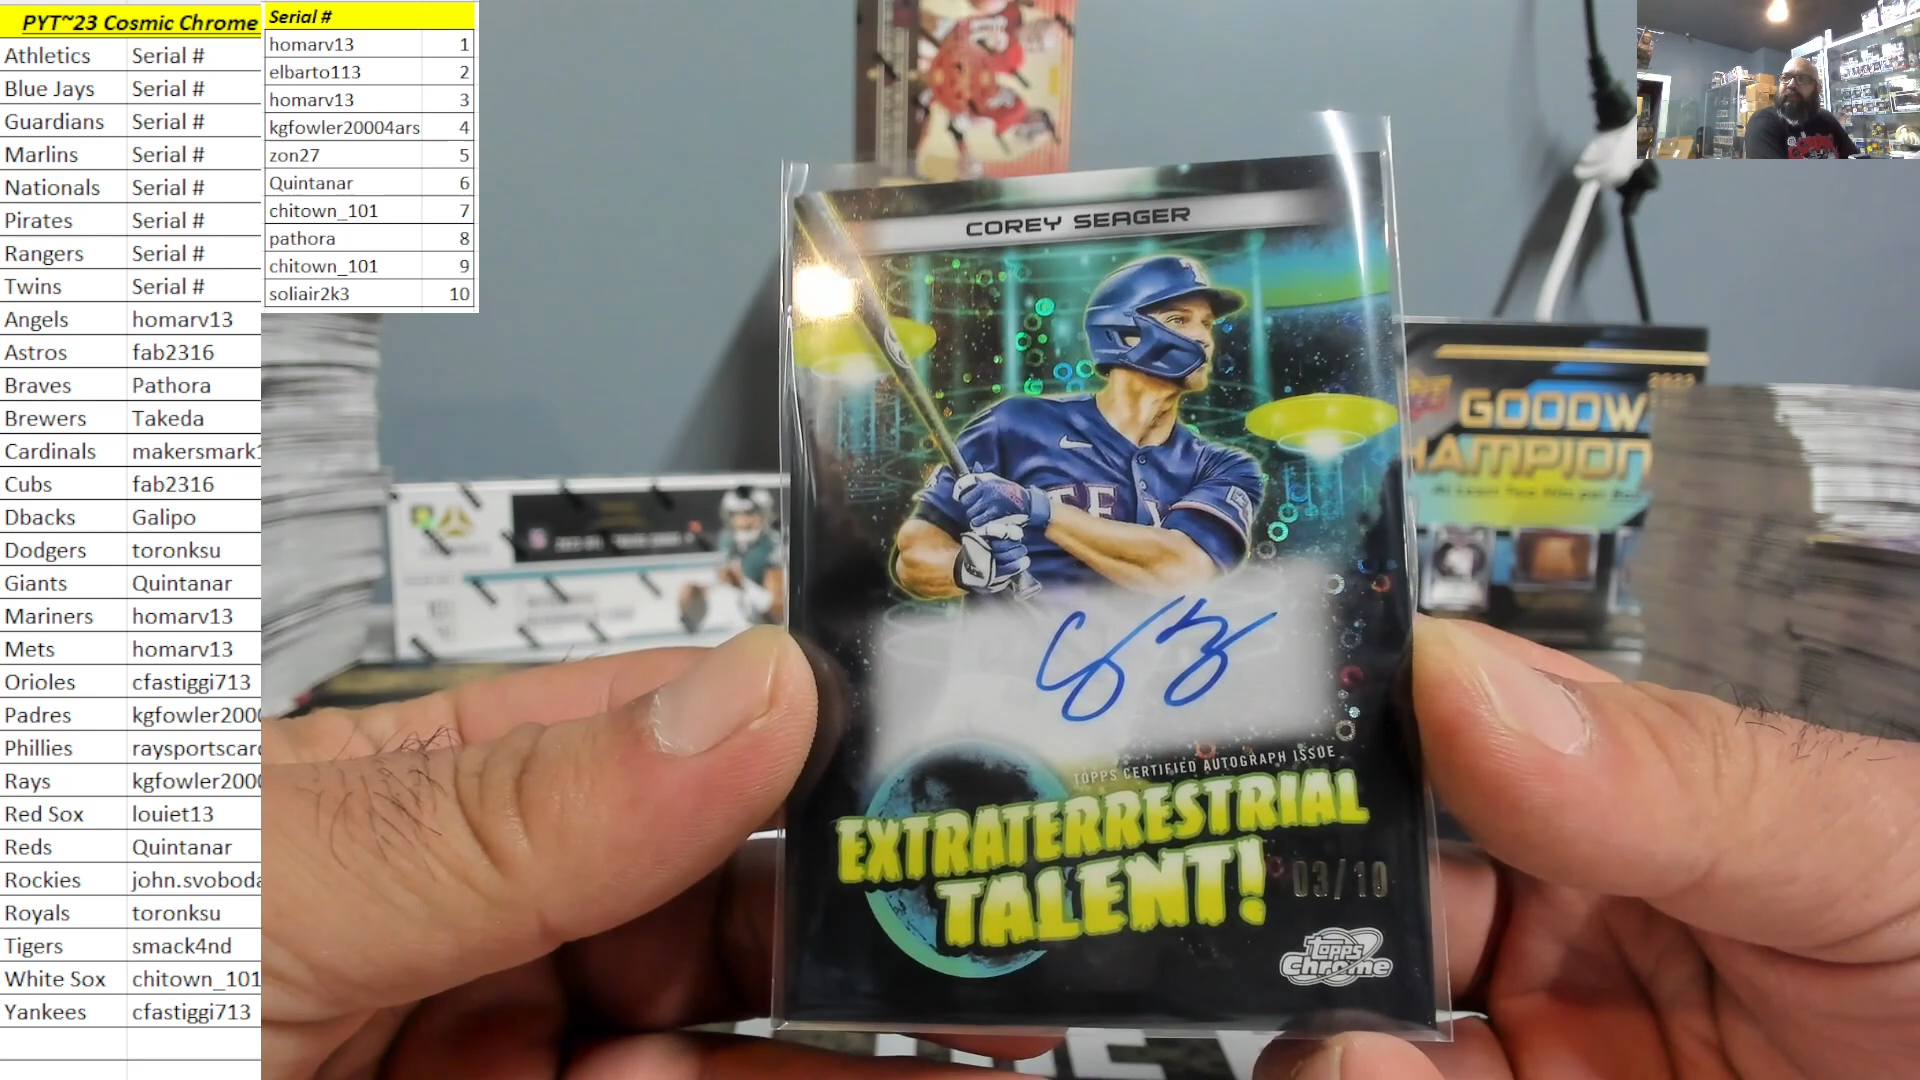 PYT~23 Cosmic Chrome
Athletics Serial #
Blue Jays Serial #
Guardians Serial #
Marlins Serial #
Nationals Serial #
Pirates Serial #
Rangers Serial #
Twins Serial #
Angels homarv13
Astros fab2316
Braves Pathora
Brewers Takeda
Cardinals makersmark1
Cubs fab2316
Dbacks Galipo
Dodgers toronksu
Giants Quintanar
Mariners homarv13
Mets homarv13
Orioles cfastiggi713
Padres kgfowler200
Phillies raysportscar
Rays kgfowler200
Red Sox louiet13
Reds Quintanar
Rockies john.svoboda
Royals toronksu
Tigers smack4nd
White Sox chitown_101
Yankees cfastiggi713
Serial #
homarv13 1
elbarto113 2
homarv13 3
kgfowler20004ars 4
zon27 5
Quintanar 6
chitown_101 7
pathora 8
chitown_101 9
soliair2k3 10
COREY SEAGER
TOPPS CERTIFIED AUTOGRAPH ISSUE
EXTRATERRESTRIAL
TALENT!
03/10
topps
Chrome
2023
GOODW
HAMPION